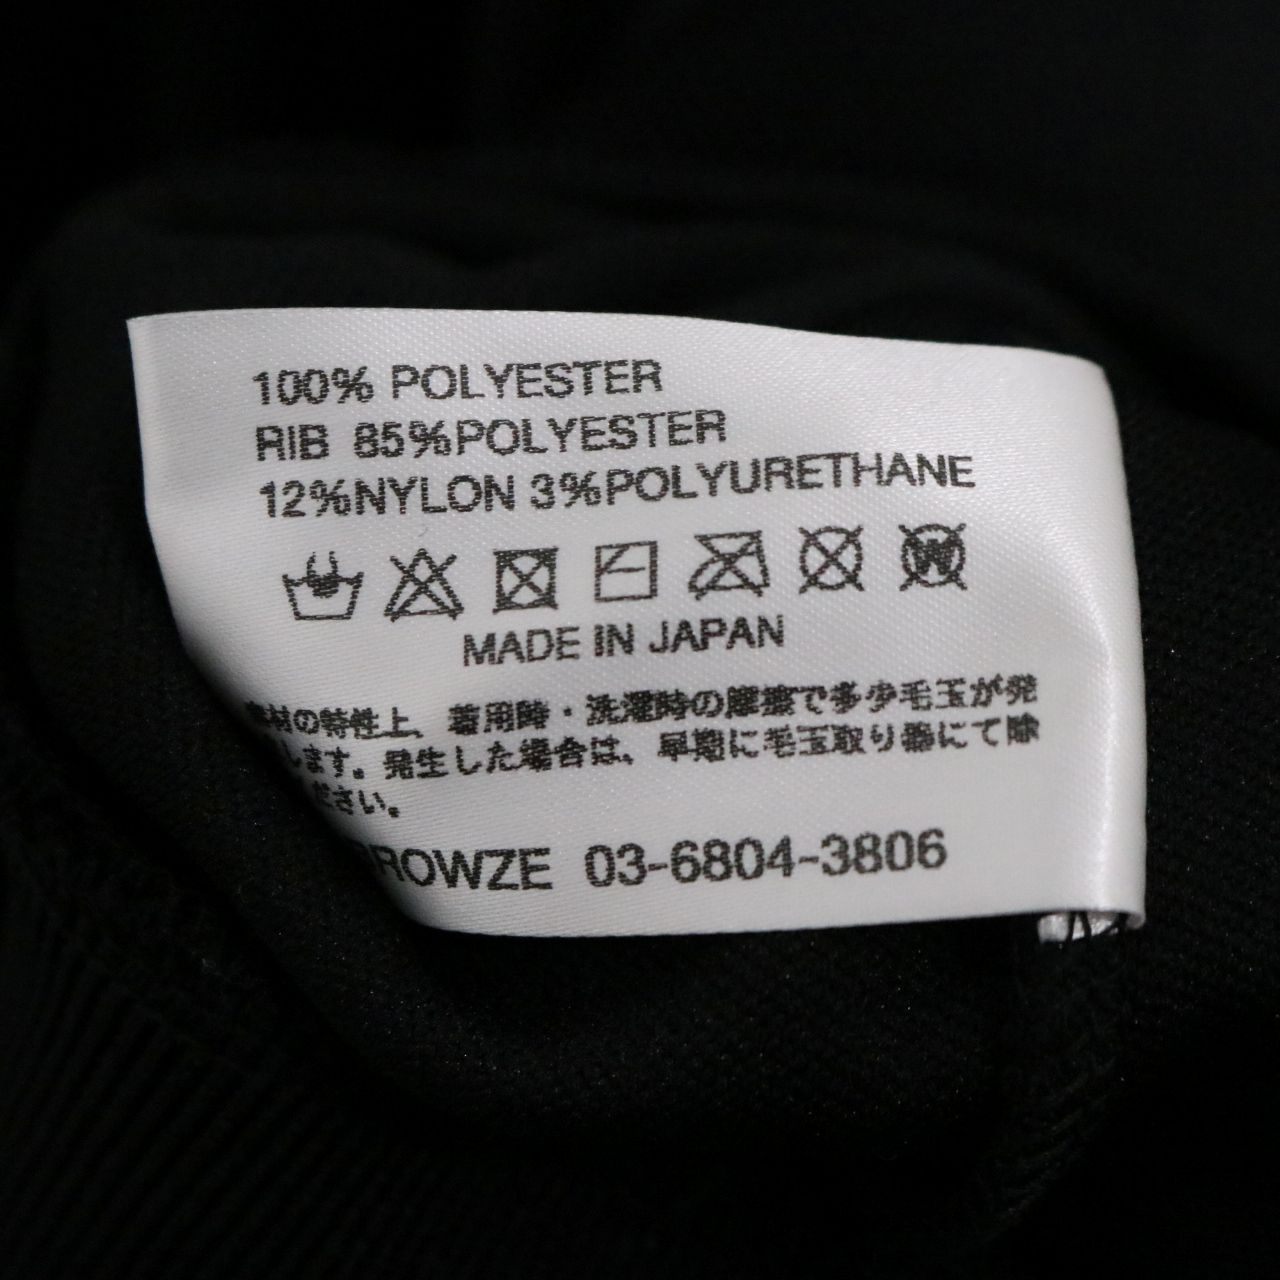 100% POLYESTER
RIB 85%POLYESTER
12%NYLON 3%POLYURETHANE
W
MADE IN JAPAN
素材の特性上、着用時・洗濯時の摩擦で多少毛玉が発
します。発生した場合は、早期に毛玉取り器にて除
ださい。
ROWZE 03-6804-3806